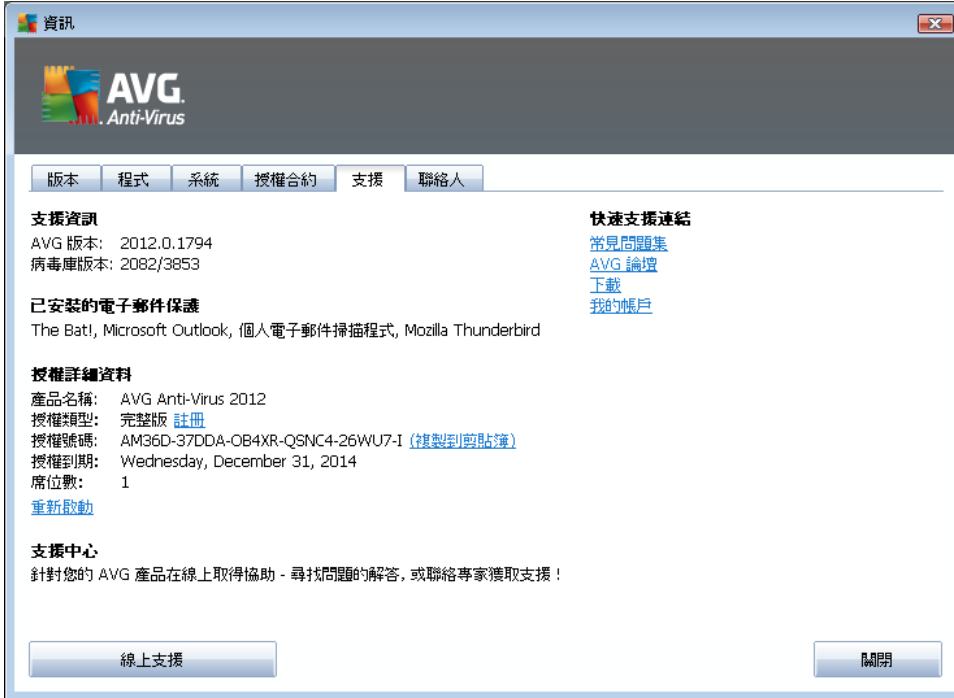 資訊
AVG.
Anti-Virus
版本 程式 系統 授權合約 支援 聯絡人
支援資訊
AVG 版本: 2012.0.1794
病毒庫版本: 2082/3853
已安裝的電子郵件保護
The Bat!, Microsoft Outlook, 個人電子郵件掃描程式, Mozilla Thunderbird
授權詳細資料
產品名稱: AVG Anti-Virus 2012
授權類型: 完整版 註冊
授權號碼: AM36D-37DDA-OB4XR-QSNC4-26WU7-I (複製到剪貼簿)
授權到期: Wednesday, December 31, 2014
席位數: 1
重新啟動
支援中心
針對您的 AVG 產品在線上取得協助 - 尋找問題的解答, 或聯絡專家獲取支援！
快速支援連結
常見問題集
AVG 論壇
下載
我的帳戶
線上支援
關閉